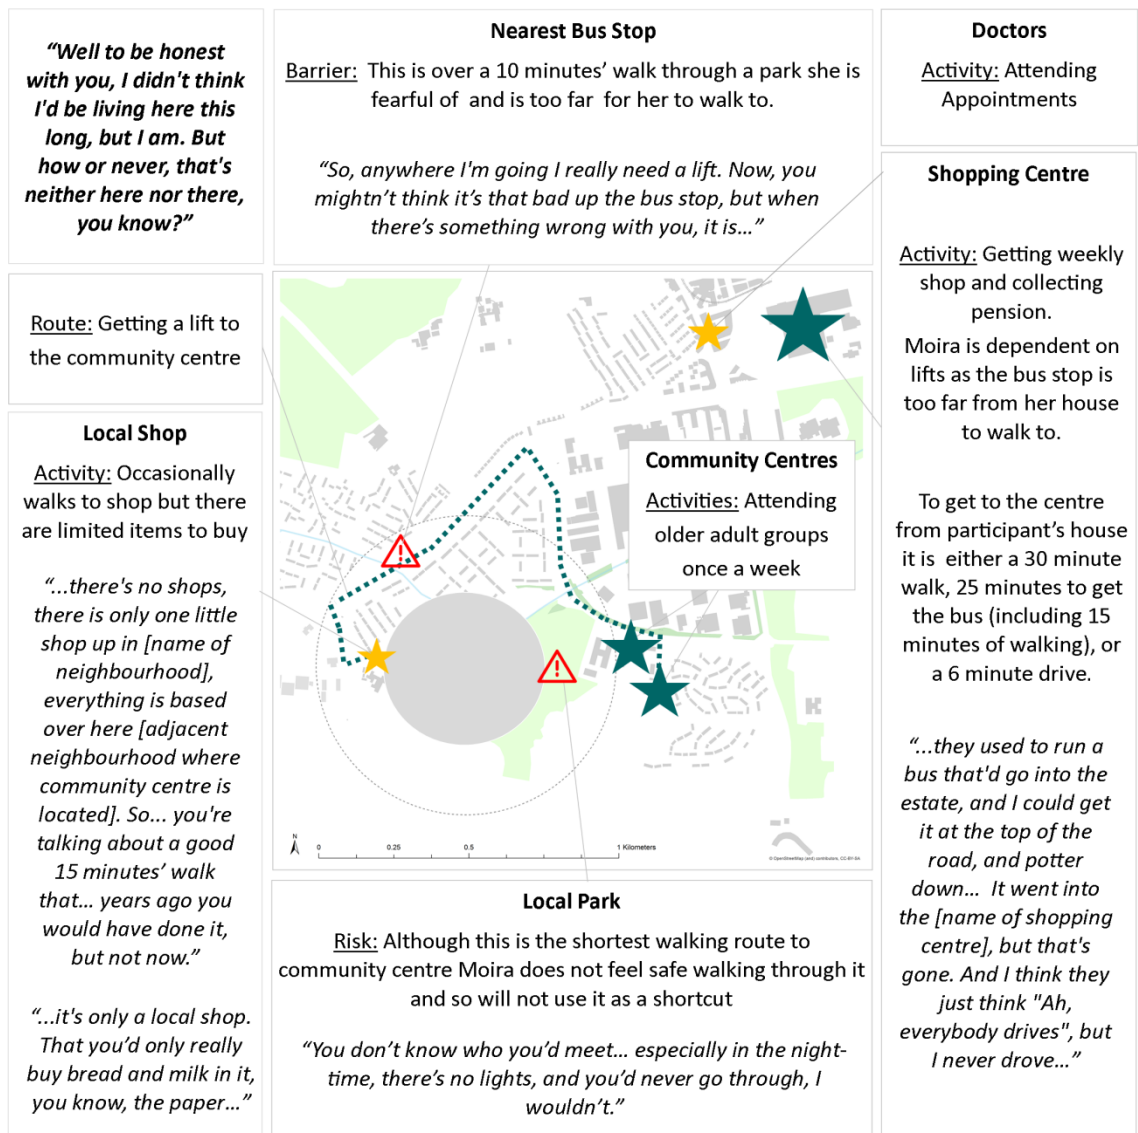 “Well to be honest
with you, I didn't think
I'd be living here this
long, but I am. But
how or never, that's
neither here nor there,
you know?”
Nearest Bus Stop
Barrier: This is over a 10 minutes’ walk through a park she is
fearful of and is too far for her to walk to.
“So, anywhere I'm going I really need a lift. Now, you
mightn’t think it’s that bad up the bus stop, but when
there’s something wrong with you, it is…”
Doctors
Activity: Attending
Appointments
Route: Getting a lift to
the community centre
Local Shop
Activity: Occasionally
walks to shop but there
are limited items to buy
“...there's no shops,
there is only one little
shop up in [name of
neighbourhood],
everything is based
over here [adjacent
neighbourhood where
community centre is
located]. So... you're
talking about a good
15 minutes’ walk
that... years ago you
would have done it,
but not now.”
“...it's only a local shop.
That you’d only really
buy bread and milk in it,
you know, the paper…”
Community Centres
Activities: Attending
older adult groups
once a week
N
0
0.25
0.5
1 Kilometers
© OpenStreetMap (and) contributors, CC-BY-SA
Local Park
Risk: Although this is the shortest walking route to
community centre Moira does not feel safe walking through it
and so will not use it as a shortcut
“You don’t know who you’d meet… especially in the night-
time, there’s no lights, and you’d never go through, I
wouldn’t.”
Shopping Centre
Activity: Getting weekly
shop and collecting
pension.
Moira is dependent on
lifts as the bus stop is
too far from her house
to walk to.
To get to the centre
from participant’s house
it is either a 30 minute
walk, 25 minutes to get
the bus (including 15
minutes of walking), or
a 6 minute drive.
“...they used to run a
bus that'd go into the
estate, and I could get
it at the top of the
road, and potter
down… It went into
the [name of shopping
centre], but that's
gone. And I think they
just think "Ah,
everybody drives", but
I never drove…”